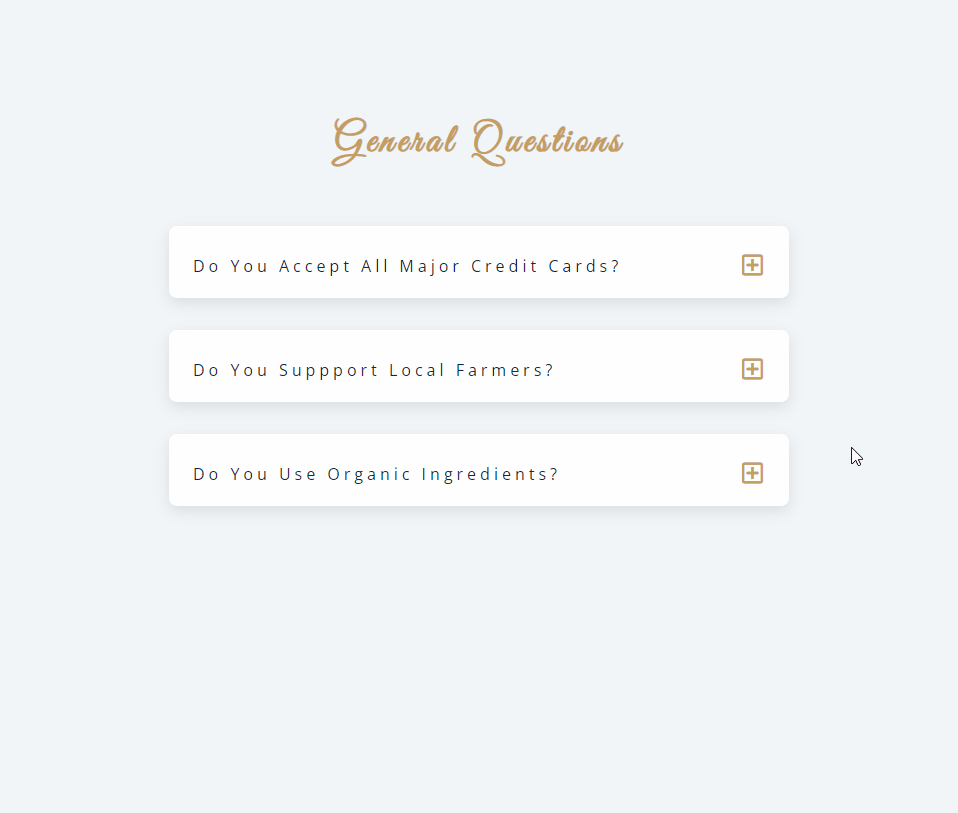 General Questions
Do You Accept All Major Credit Cards?
Do You Suppport Local Farmers?
Do You Use Organic Ingredients?